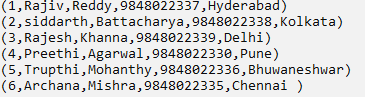 (1,Rajiv,Reddy,9848022337,Hyderabad)
(2,siddarth,Battacharya,9848022338,Kolkata)
(3,Rajesh,Khanna,9848022339,Delhi)
(4,Preethi,Agarwal,9848022330,Pune)
(5,Trupthi,Mohanthy,9848022336,Bhuwaneshwar)
(6,Archana,Mishra,9848022335,Chennai )